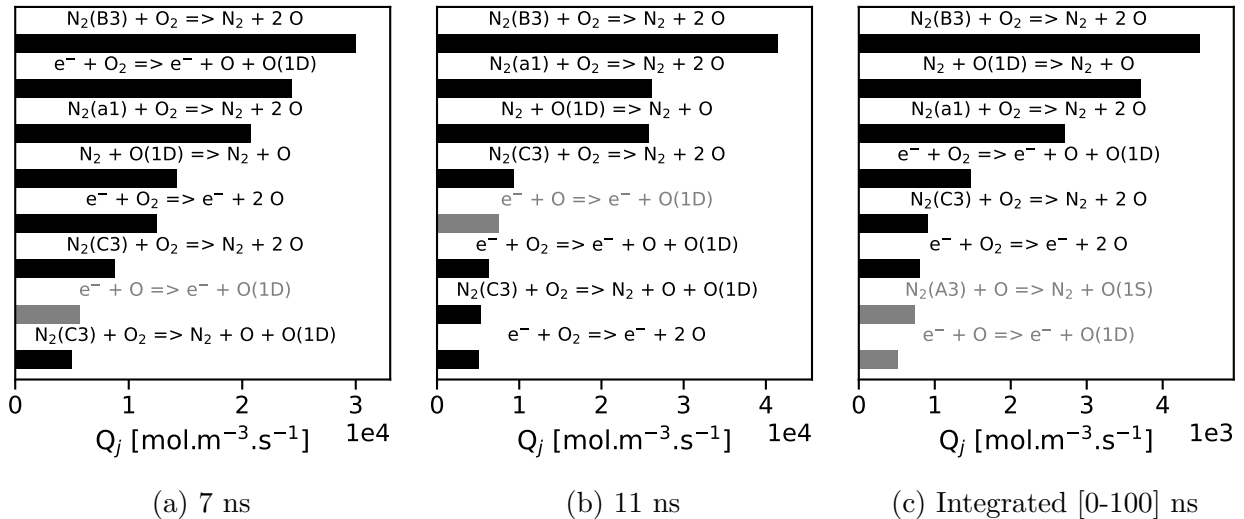 N₂(B3) + O₂ => N₂ + 2 O
e⁻ + O₂ => e⁻ + O + O(1D)
N₂(a1) + O₂ => N₂ + 2 O
N₂ + O(1D) => N₂ + O
e⁻ + O₂ => e⁻ + 2 O
N₂(C3) + O₂ => N₂ + 2 O
e⁻ + O => e⁻ + O(1D)
N₂(C3) + O₂ => N₂ + O + O(1D)
0 1 2 3
1e4
Qⱼ [mol.m⁻³.s⁻¹]
(a) 7 ns
N₂(B3) + O₂ => N₂ + 2 O
N₂(a1) + O₂ => N₂ + 2 O
N₂ + O(1D) => N₂ + O
N₂(C3) + O₂ => N₂ + 2 O
e⁻ + O => e⁻ + O(1D)
e⁻ + O₂ => e⁻ + O + O(1D)
N₂(C3) + O₂ => N₂ + O + O(1D)
e⁻ + O₂ => e⁻ + 2 O
0 1 2 3 4
1e4
Qⱼ [mol.m⁻³.s⁻¹]
(b) 11 ns
N₂(B3) + O₂ => N₂ + 2 O
N₂ + O(1D) => N₂ + O
N₂(a1) + O₂ => N₂ + 2 O
e⁻ + O₂ => e⁻ + O + O(1D)
N₂(C3) + O₂ => N₂ + 2 O
e⁻ + O₂ => e⁻ + 2 O
N₂(A3) + O => N₂ + O(1S)
e⁻ + O => e⁻ + O(1D)
0 1 2 3 4
1e3
Qⱼ [mol.m⁻³.s⁻¹]
(c) Integrated [0-100] ns